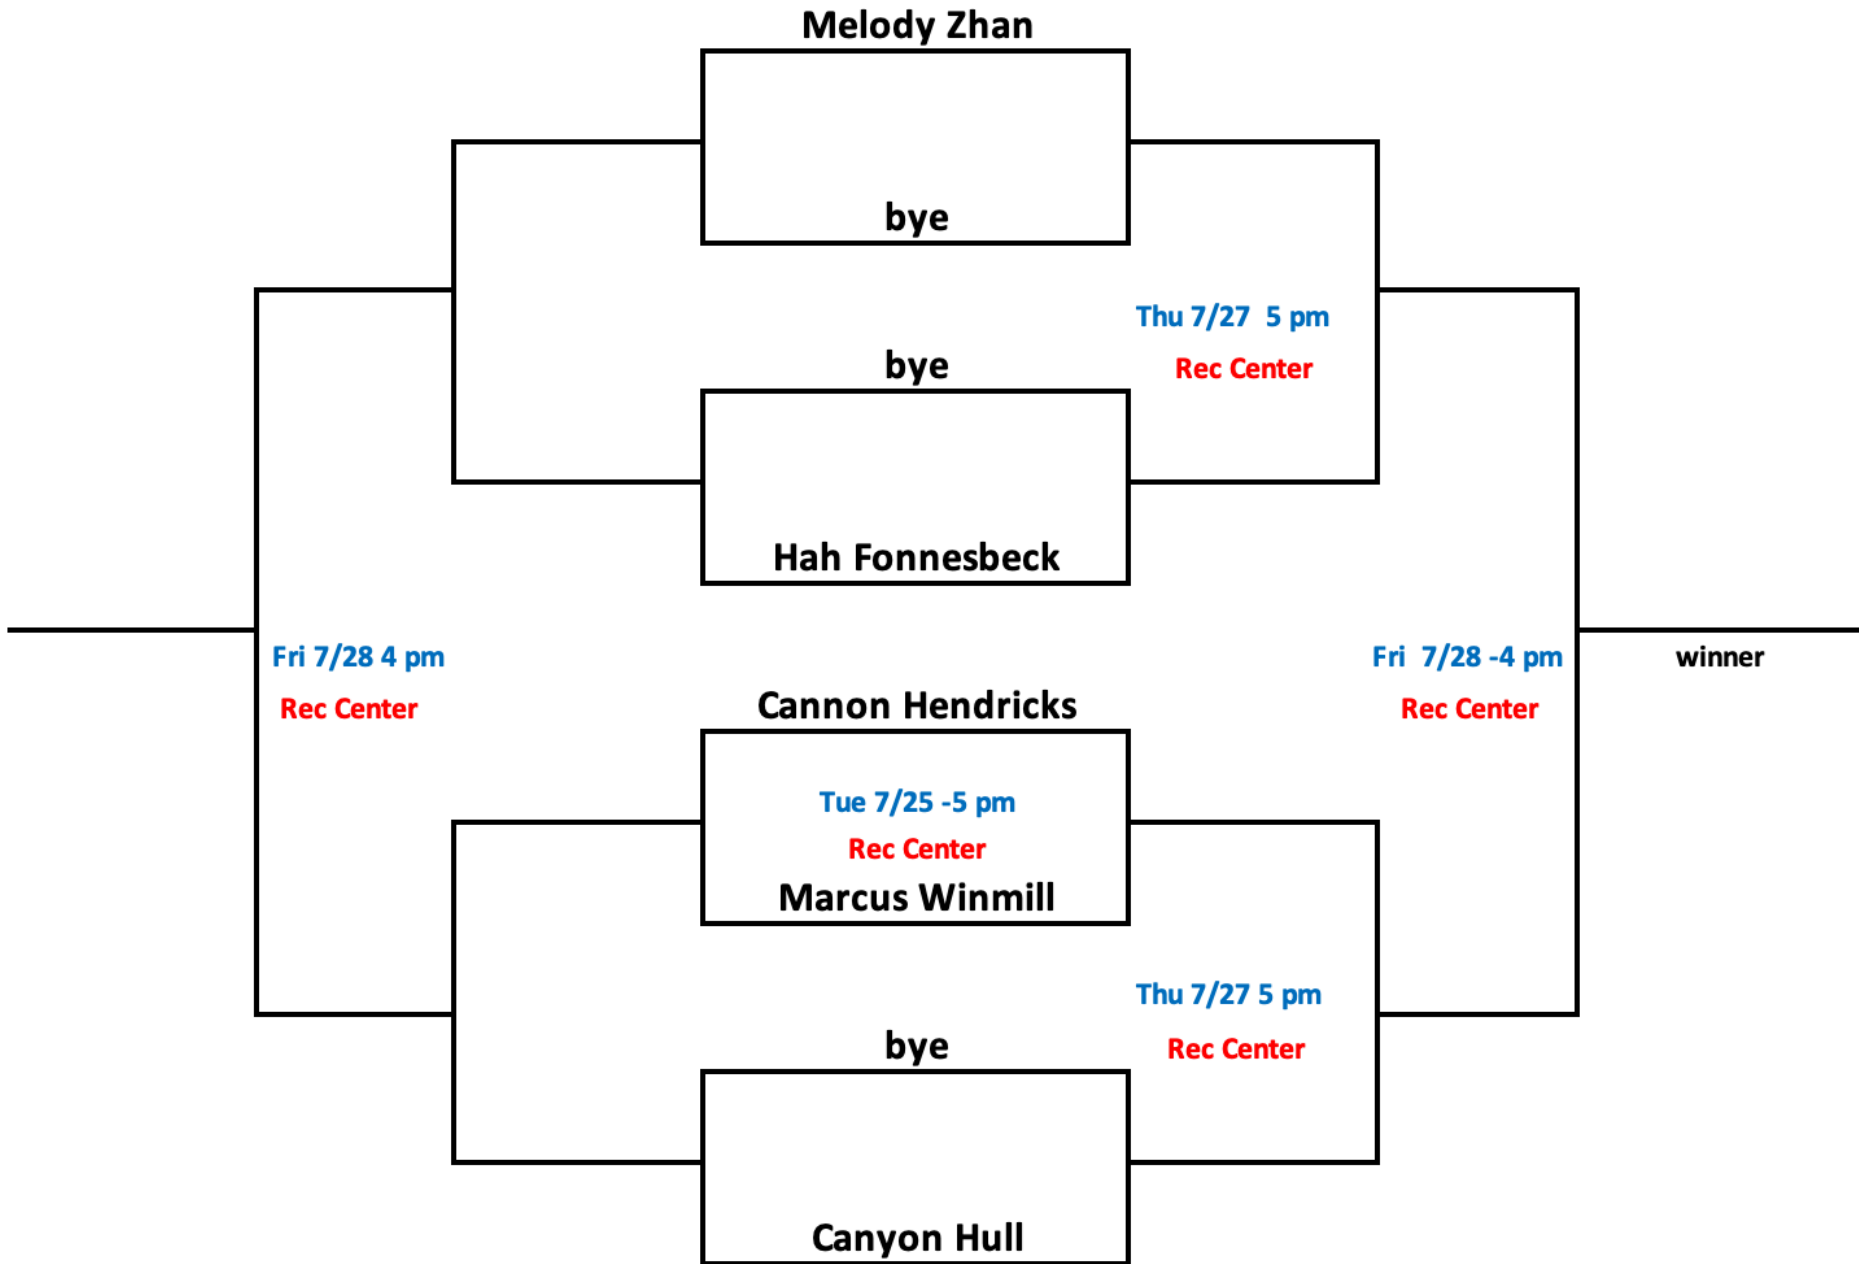 Melody Zhan
bye
Thu 7/27  5 pm
Rec Center
bye
Hah Fonnesbeck
Fri 7/28 4 pm
Rec Center
Fri  7/28 -4 pm
Rec Center
winner
Cannon Hendricks
Tue 7/25 -5 pm
Rec Center
Marcus Winmill
Thu 7/27 5 pm
Rec Center
bye
Canyon Hull